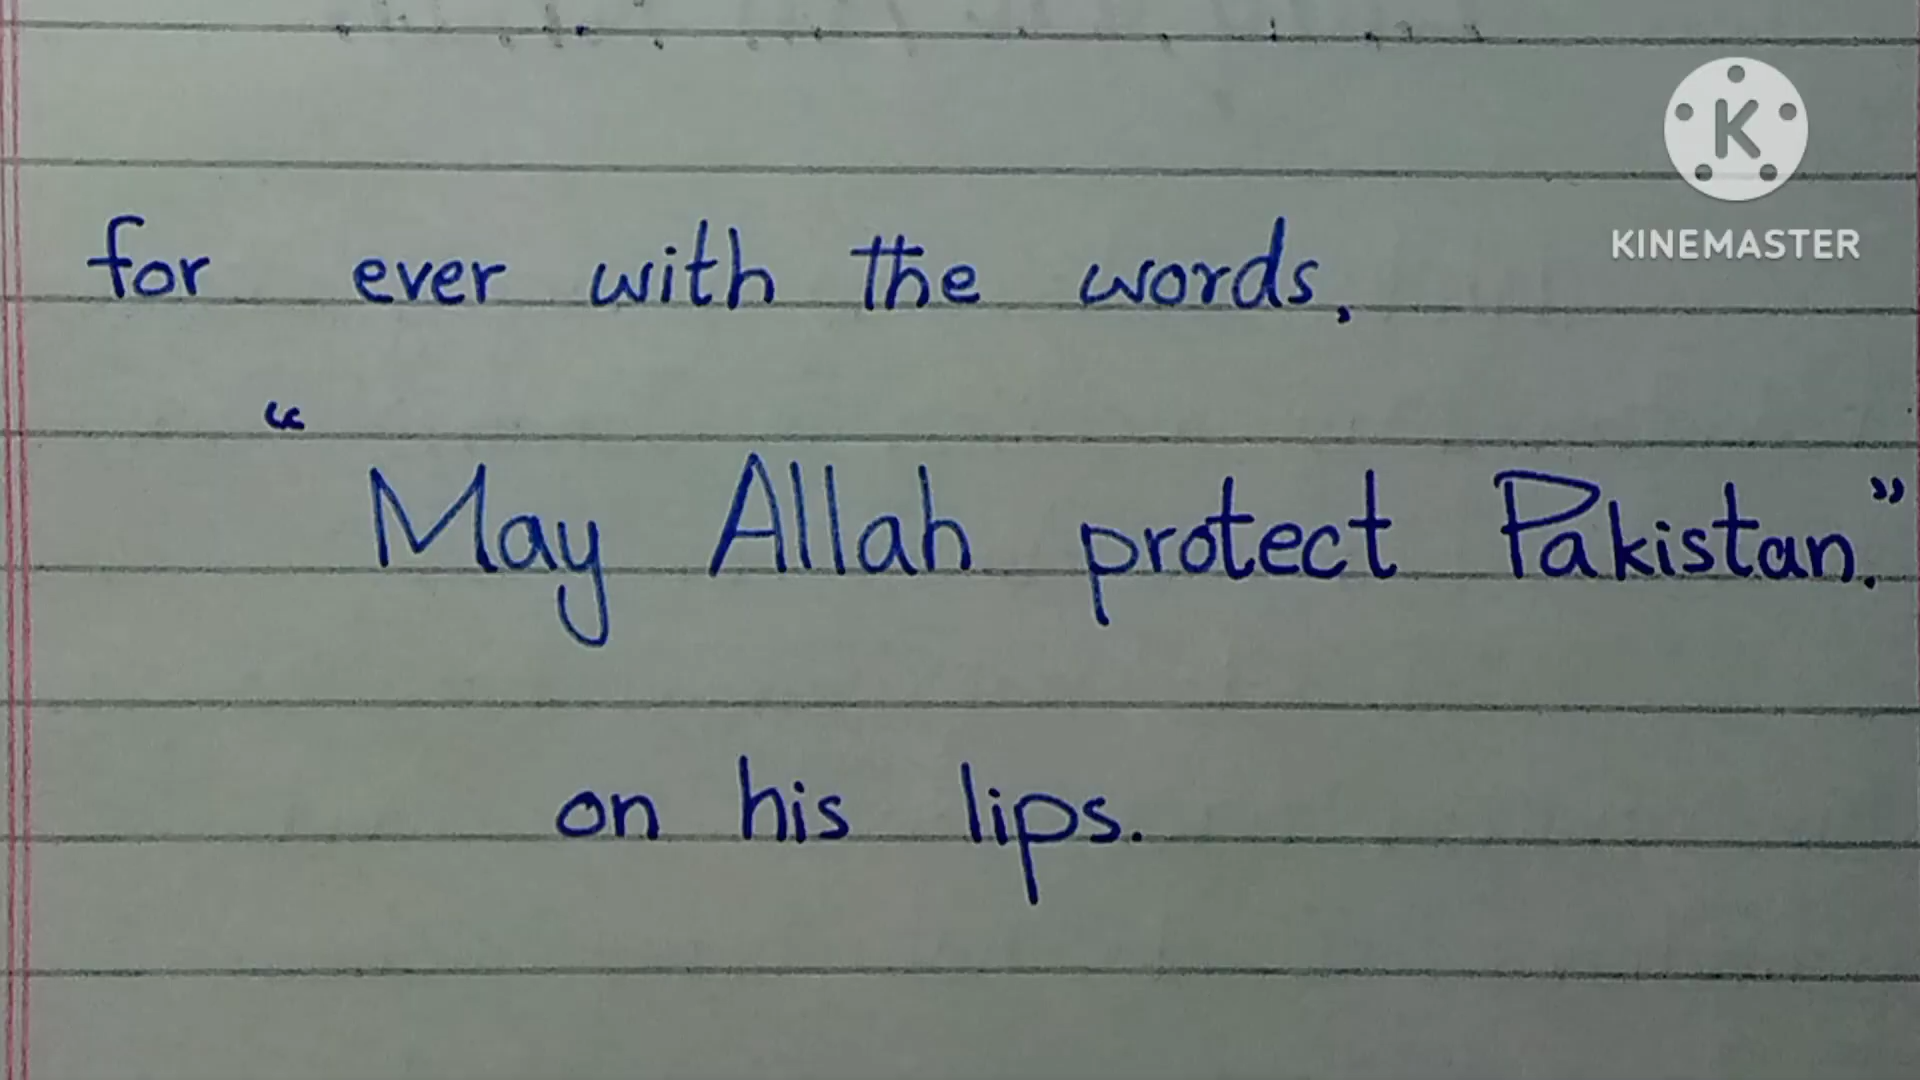 K
KINEMASTER
for ever with the words,
"May Allah protect Pakistan."
on his lips.